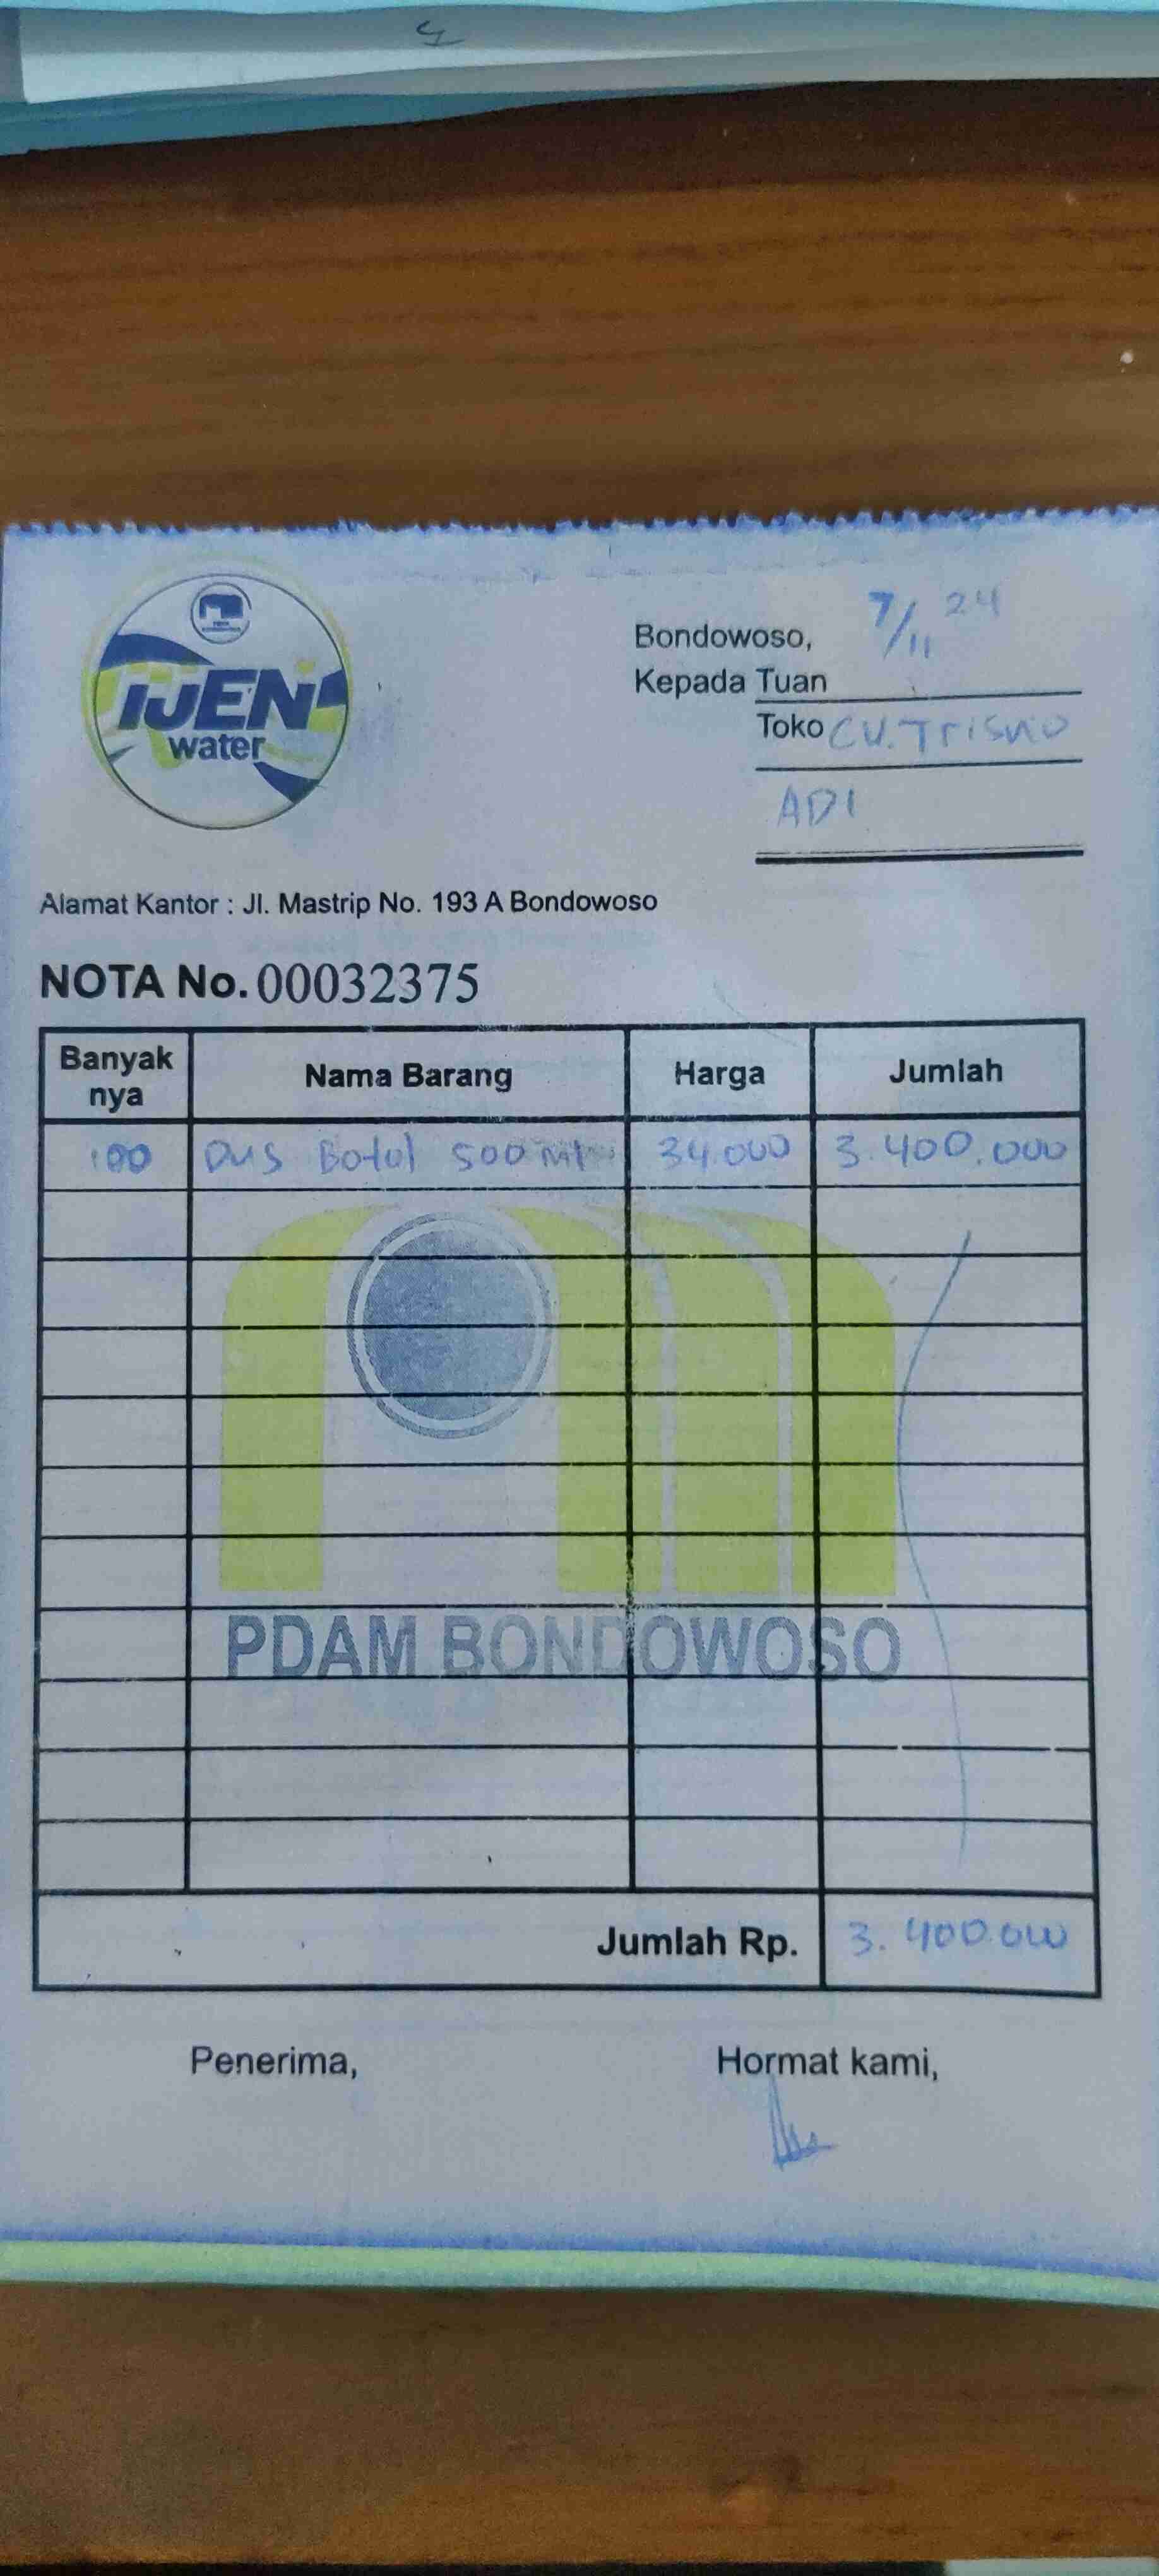 IJEN
water
Bondowoso, 7/11 24
Kepada Tuan
Toko CV. Trisno
ADI
Alamat Kantor : Jl. Mastrip No. 193 A Bondowoso
NOTA No. 00032375
Banyak nya Nama Barang Harga Jumlah
100 Dus Botol 500 ml 34.000 3.400.000
PDAM BONDOWOSO
Jumlah Rp. 3.400.000
Penerima, Hormat kami,